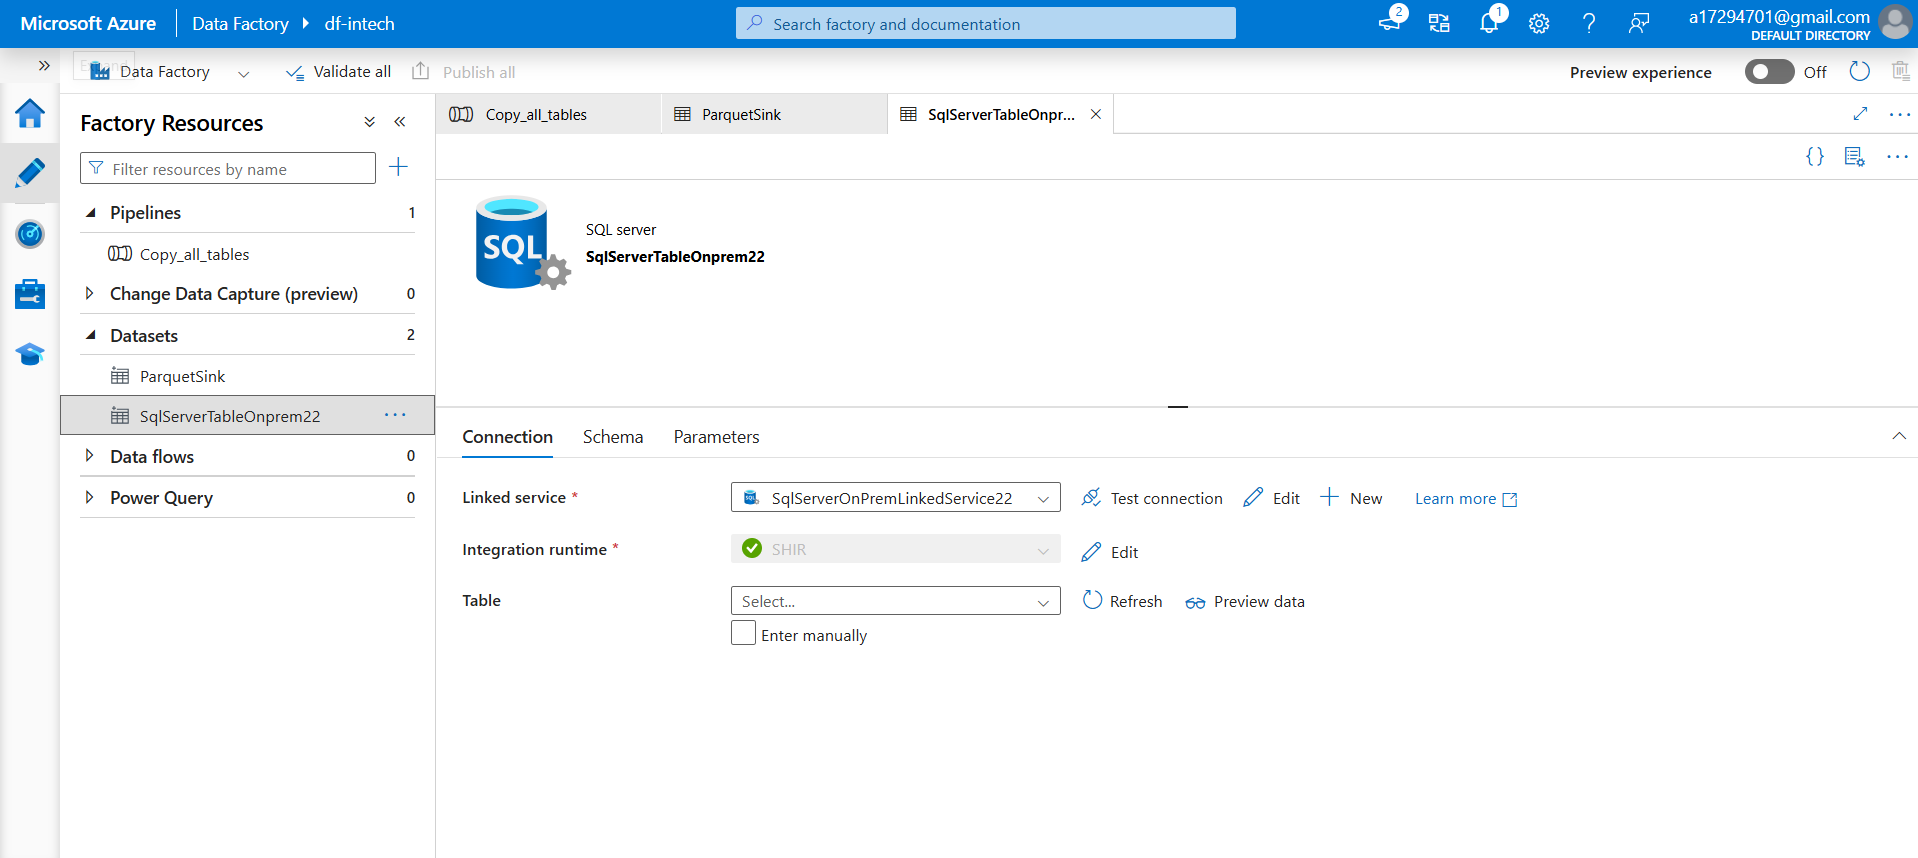 Microsoft Azure
Data Factory
df-intech
Search factory and documentation
2
1
a17294701@gmail.com
DEFAULT DIRECTORY
Data Factory
Validate all
Publish all
Preview experience
Off
Factory Resources
Filter resources by name
Pipelines 1
Copy_all_tables
Change Data Capture (preview) 0
Datasets 2
ParquetSink
SqlServerTableOnprem22
Data flows 0
Power Query 0
Copy_all_tables
ParquetSink
SqlServerTableOnpr...
SQL
SQL server
SqlServerTableOnprem22
Connection Schema Parameters
Linked service *
SQL SqlServerOnPremLinkedService22
Test connection Edit New Learn more
Integration runtime *
SHIR
Edit
Table
Select...
Refresh Preview data
Enter manually